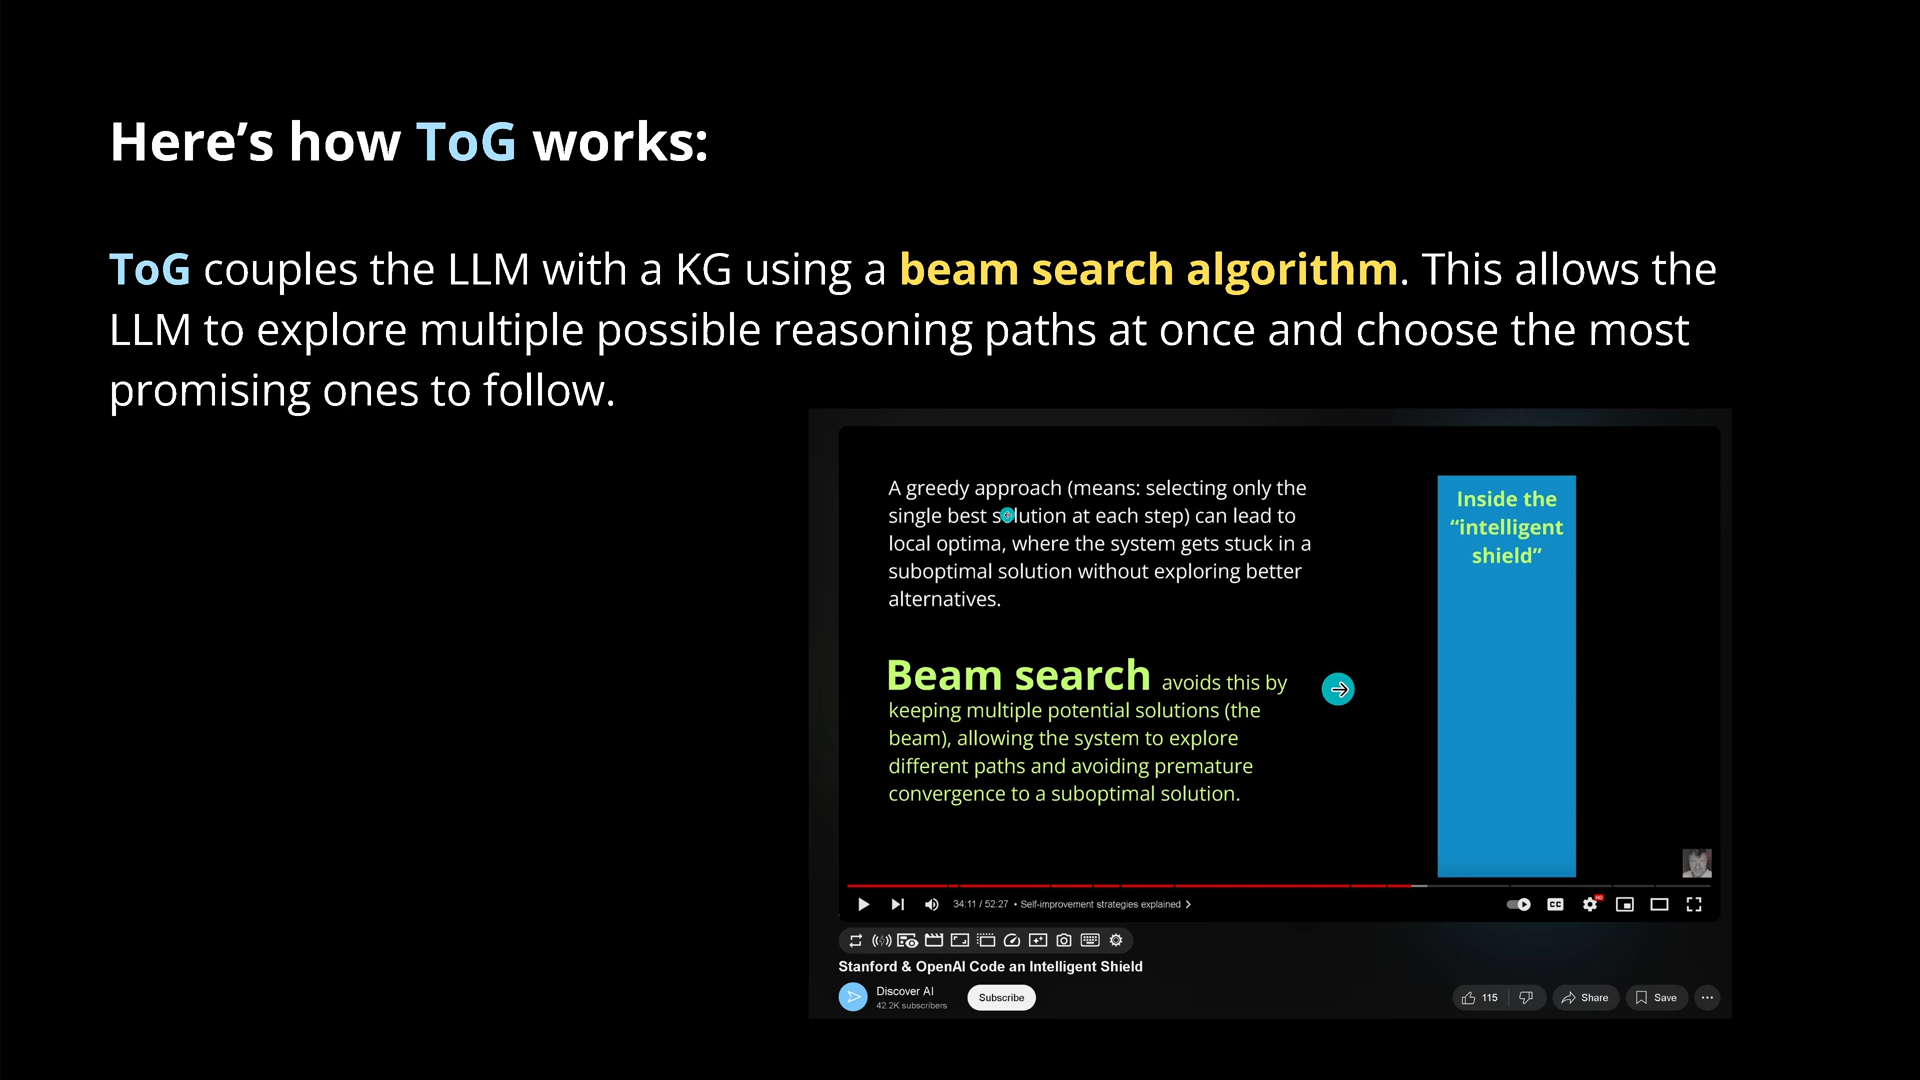 Here’s how ToG works:
ToG couples the LLM with a KG using a beam search algorithm. This allows the
LLM to explore multiple possible reasoning paths at once and choose the most
promising ones to follow.
A greedy approach (means: selecting only the
single best solution at each step) can lead to
local optima, where the system gets stuck in a
suboptimal solution without exploring better
alternatives.
Beam search avoids this by
keeping multiple potential solutions (the
beam), allowing the system to explore
different paths and avoiding premature
convergence to a suboptimal solution.
Inside the
“intelligent
shield”
34:11 / 52:27 • Self-improvement strategies explained
CC
HD
Stanford & OpenAI Code an Intelligent Shield
Discover AI
42.2K subscribers
Subscribe
115
Share
Save